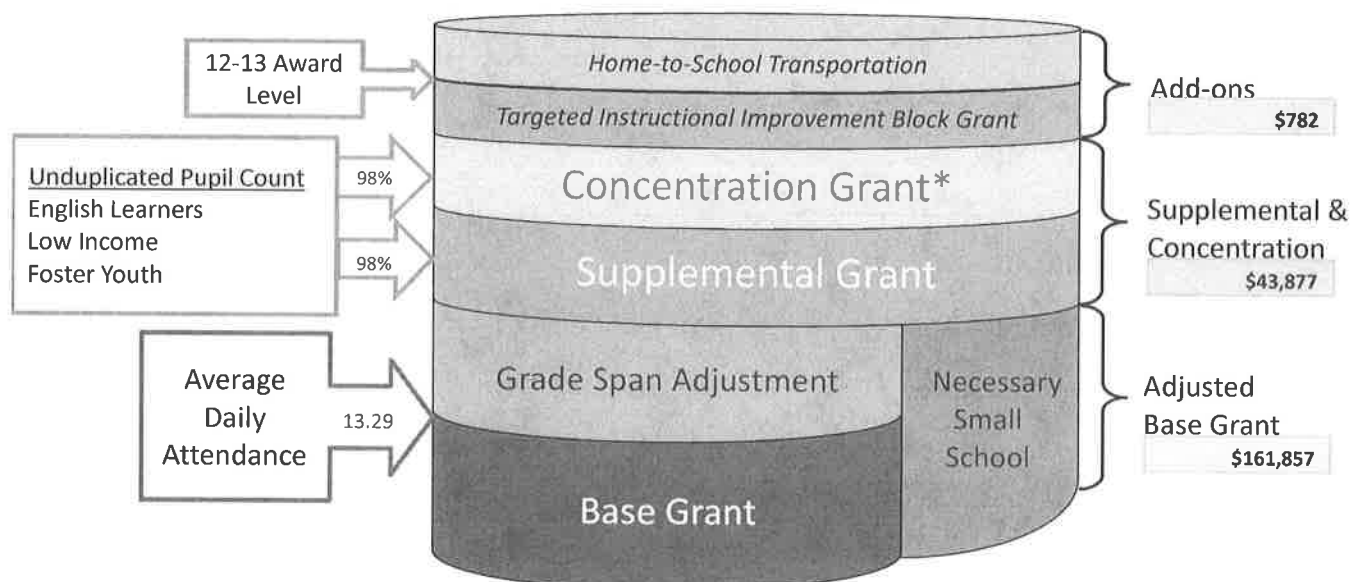 12-13 Award
Level
Home-to-School Transportation
Targeted Instructional Improvement Block Grant
Add-ons
$782
Unduplicated Pupil Count
English Learners
Low Income
Foster Youth
98%
98%
Concentration Grant*
Supplemental Grant
Supplemental &
Concentration
$43,877
Average
Daily
Attendance
13.29
Grade Span Adjustment
Base Grant
Necessary
Small
School
Adjusted
Base Grant
$161,857